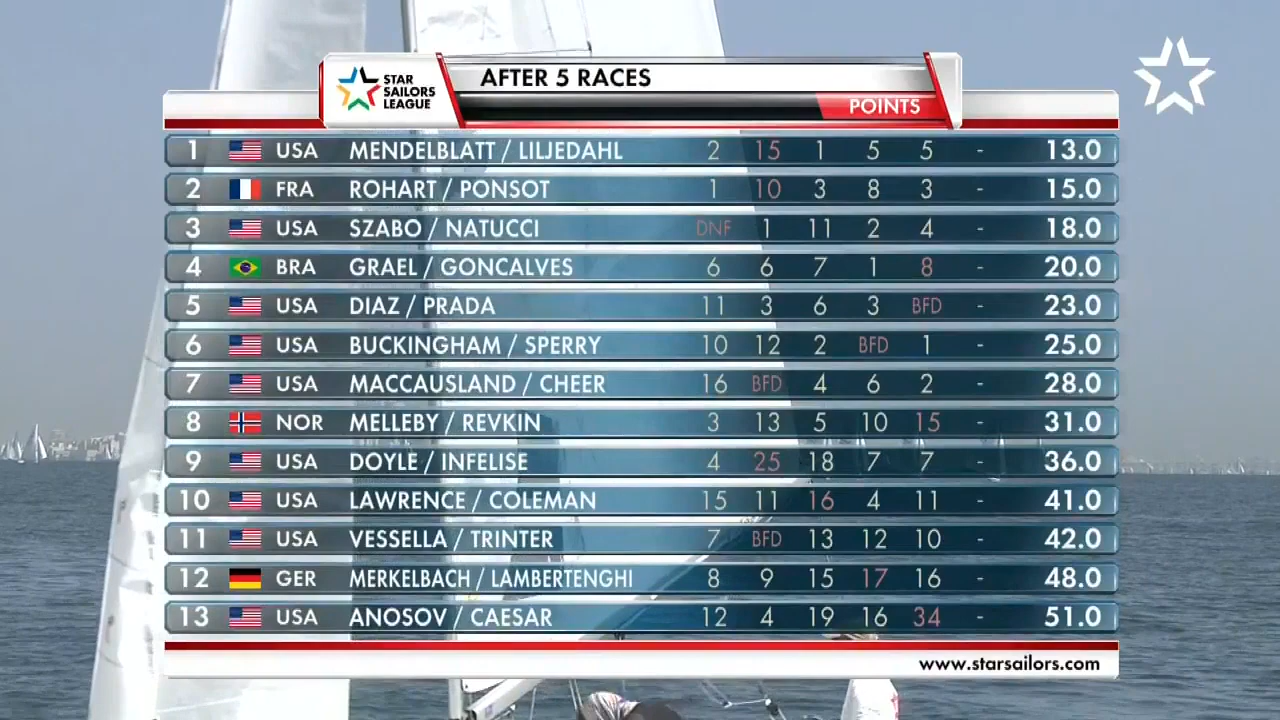 STAR
SAILORS
LEAGUE
AFTER 5 RACES
POINTS
1 USA MENDELBLATT / LILJEDAHL 2 15 1 5 5 - 13.0
2 FRA ROHART / PONSOT 1 10 3 8 3 - 15.0
3 USA SZABO / NATUCCI DNF 1 11 2 4 - 18.0
4 BRA GRAEL / GONCALVES 6 6 7 1 8 - 20.0
5 USA DIAZ / PRADA 11 3 6 3 BFD - 23.0
6 USA BUCKINGHAM / SPERRY 10 12 2 BFD 1 - 25.0
7 USA MACCAUSLAND / CHEER 16 BFD 4 6 2 - 28.0
8 NOR MELLEBY / REVKIN 3 13 5 10 15 - 31.0
9 USA DOYLE / INFELISE 4 25 18 7 7 - 36.0
10 USA LAWRENCE / COLEMAN 15 11 16 4 11 - 41.0
11 USA VESSELLA / TRINTER 7 BFD 13 12 10 - 42.0
12 GER MERKELBACH / LAMBERTENGHI 8 9 15 17 16 - 48.0
13 USA ANOSOV / CAESAR 12 4 19 16 34 - 51.0
www.starsailors.com